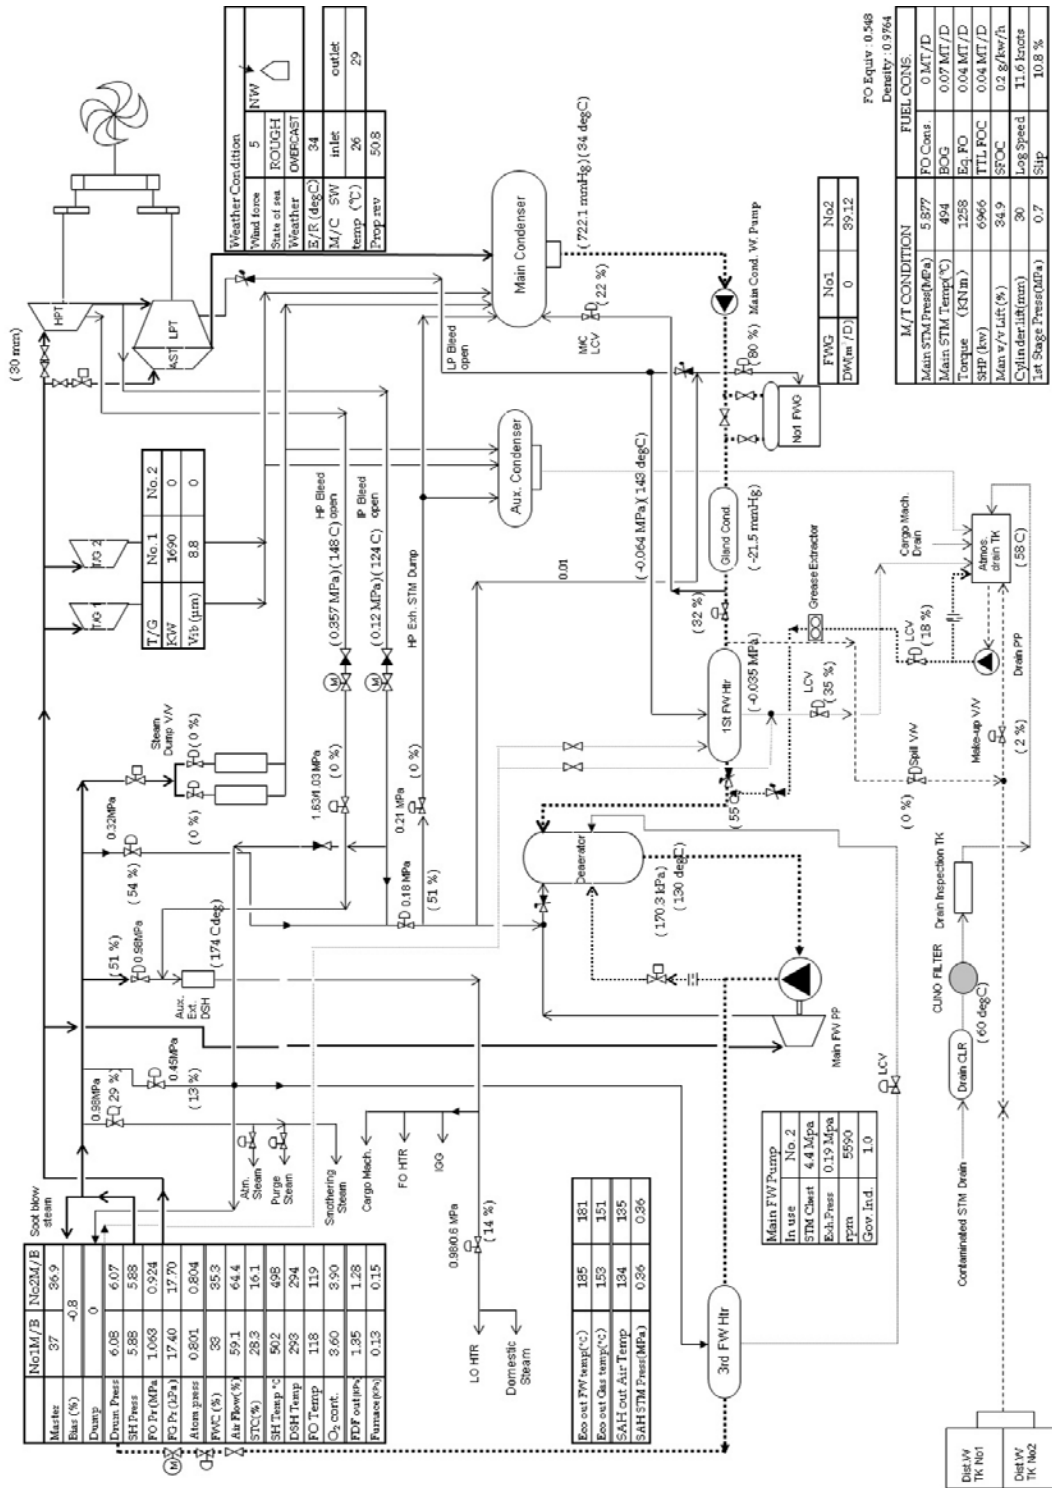 No1M/B No2M/B
Master 37 36.9
Bias (%) -0.8
Dump 0
Drum Press 6.08 6.07
SH Press 5.88 5.88
FO Pr(MPa) 1.063 0.924
FG Pr(kPa) 17.40 17.70
Atom.press 0.801 0.804
FWC (%) 33 35.3
Air Flow(%) 59.1 64.4
STC(%) 28.3 16.1
SH Temp °C 502 498
DSH Temp 293 294
FO Temp 118 119
O₂ cont. 3.60 3.90
FDF out(kPa) 1.35 1.28
Furnace(KPa) 0.13 0.15
Soot blow
steam
0.98MPa
(29 %)
0.45MPa
(13 %)
(51 %)
0.98MPa
Aux.
Ext.
DSH
(174 Cdeg)
0.32MPa
(54 %)
Steam
Dump V/V
(0 %)
(0 %)
T/G 1
T/G 2
T/G No.1 No.2
KW 1690 0
Vib (μm) 8.8 0
(30 mm)
HPT
AST
LPT
Weather Condition
Wind force 5 NW
State of sea ROUGH
Weather OVERCAST
E/R (degC) 34
M/C SW temp (°C) inlet outlet
26 29
Prop rev 50.8
Atm.
Steam
Purge
Steam
Smothering
Steam
Cargo Mach.
FO HTR
IGG
0.98/0.6 MPa
(14 %)
LO HTR
Domestic
Steam
1.63/1.03MPa
(0 %)
(0.357 MPa)(148 C)
HP Bleed
open
(0.12 MPa)(124 C)
IP Bleed
open
0.21 MPa
(0 %)
HP Exh. STM Dump
0.18 MPa
(51 %)
0.01
LP Bleed
open
Aux. Condenser
Main Condenser
(722.1 mmHg)(34 degC)
M/C
LCV
(22 %)
Main Cond. W. Pump
(80 %)
No1 FWG
(-0.064 MPa)(143 degC)
Gland Cond.
(-21.5 mmHg)
(32 %)
1St FW Htr
(-0.035 MPa)
(55 C)
LCV
(35 %)
Deaerator
(170.3 kPa)
(130 degC)
Main FW PP
Grease Extractor
LCV
(18 %)
Cargo Mach.
Drain
Atmos.
drain TK
(58 C)
Drain PP
Spill V/V
(0 %)
Make-up V/V
(2 %)
Drain Inspection TK
CUNO FILTER
(60 degC)
Drain CLR
Contaminated STM Drain
LCV
3rd FW Htr
Eco out FW temp(°C) 185 181
Eco out Gas temp(°C) 153 151
SAH out Air Temp 134 135
SAH STM Press(MPa) 0.36 0.36
Main FW Pump
In use No. 2
STM Chest 4.4 Mpa
Exh.Press 0.19 Mpa
rpm 5590
Gov. Ind. 1.0
Dist.W
TK No1
Dist.W
TK No2
FWG No1 No2
DW(m³/D) 0 39.12
FO Equiv : 0.548
Density : 0.9764
M/T CONDITION FUEL CONS.
Main STM Press(MPa) 5.877 FO Cons. 0 MT/D
Main STM Temp(°C) 494 BOG 0.07 MT/D
Torque (KNm) 1258 Eq. FO 0.04 MT/D
SHP (kw) 6966 TTL FOC 0.04 MT/D
Man v/v Lift(%) 34.9 SFOC 0.2 g/kw/h
Cylinder lift(mm) 30 Log Speed 11.6 knots
1st Stage Press(MPa) 0.7 Slip 10.8 %